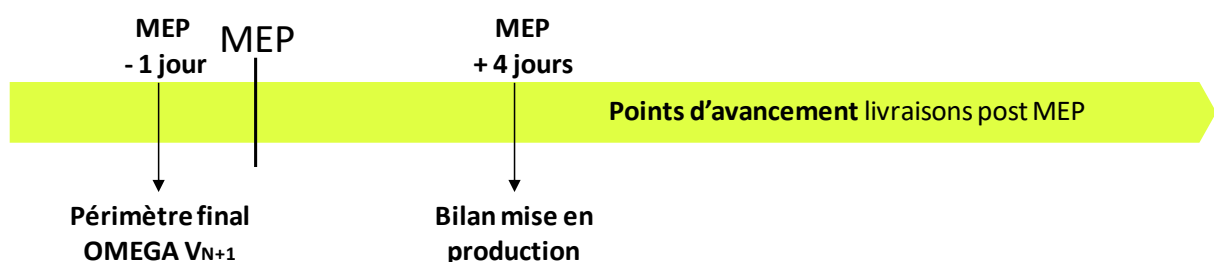 MEP
- 1 jour
MEP
MEP
+ 4 jours
Points d’avancement livraisons post MEP
Périmètre final
OMEGA VN+1
Bilan mise en
production